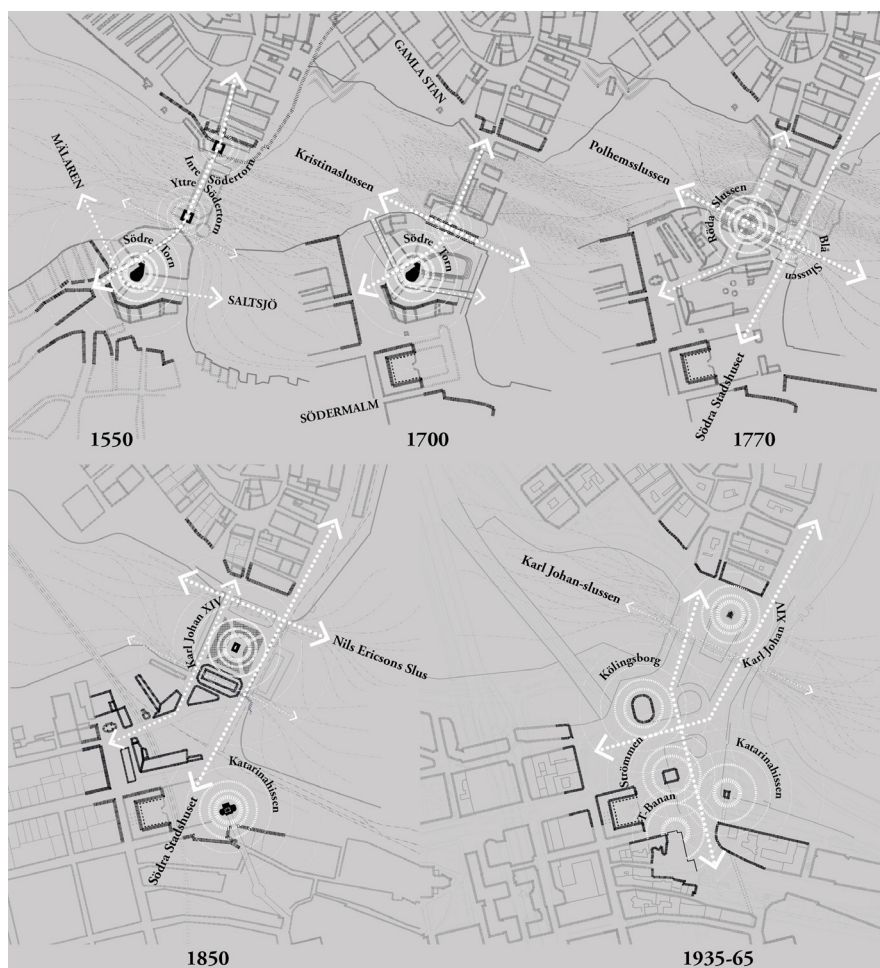 MÄLAREN
Inre Södertorn
Yttre Södertorn
Södre Torn
SALTSJÖ
1550
GAMLA STAN
Kristinaslussen
Södre Torn
SÖDERMALM
1700
Polhemsslussen
Röda Slussen
Blå Slussen
Södra Stadshuset
1770
Karl Johan XIV
Nils Ericsons Slus
Katarinahissen
Södra Stadshuset
1850
Karl Johan-slussen
Karl Johan XIV
Kölingsborg
Strömmen
Katarinahissen
T-Banan
1935-65